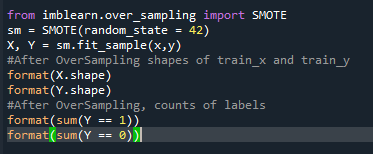 from imblearn.over_sampling import SMOTE
sm = SMOTE(random_state = 42)
X, Y = sm.fit_sample(x,y)
#After OverSampling shapes of train_x and train_y
format(X.shape)
format(Y.shape)
#After OverSampling, counts of labels
format(sum(Y == 1))
format(sum(Y == 0))